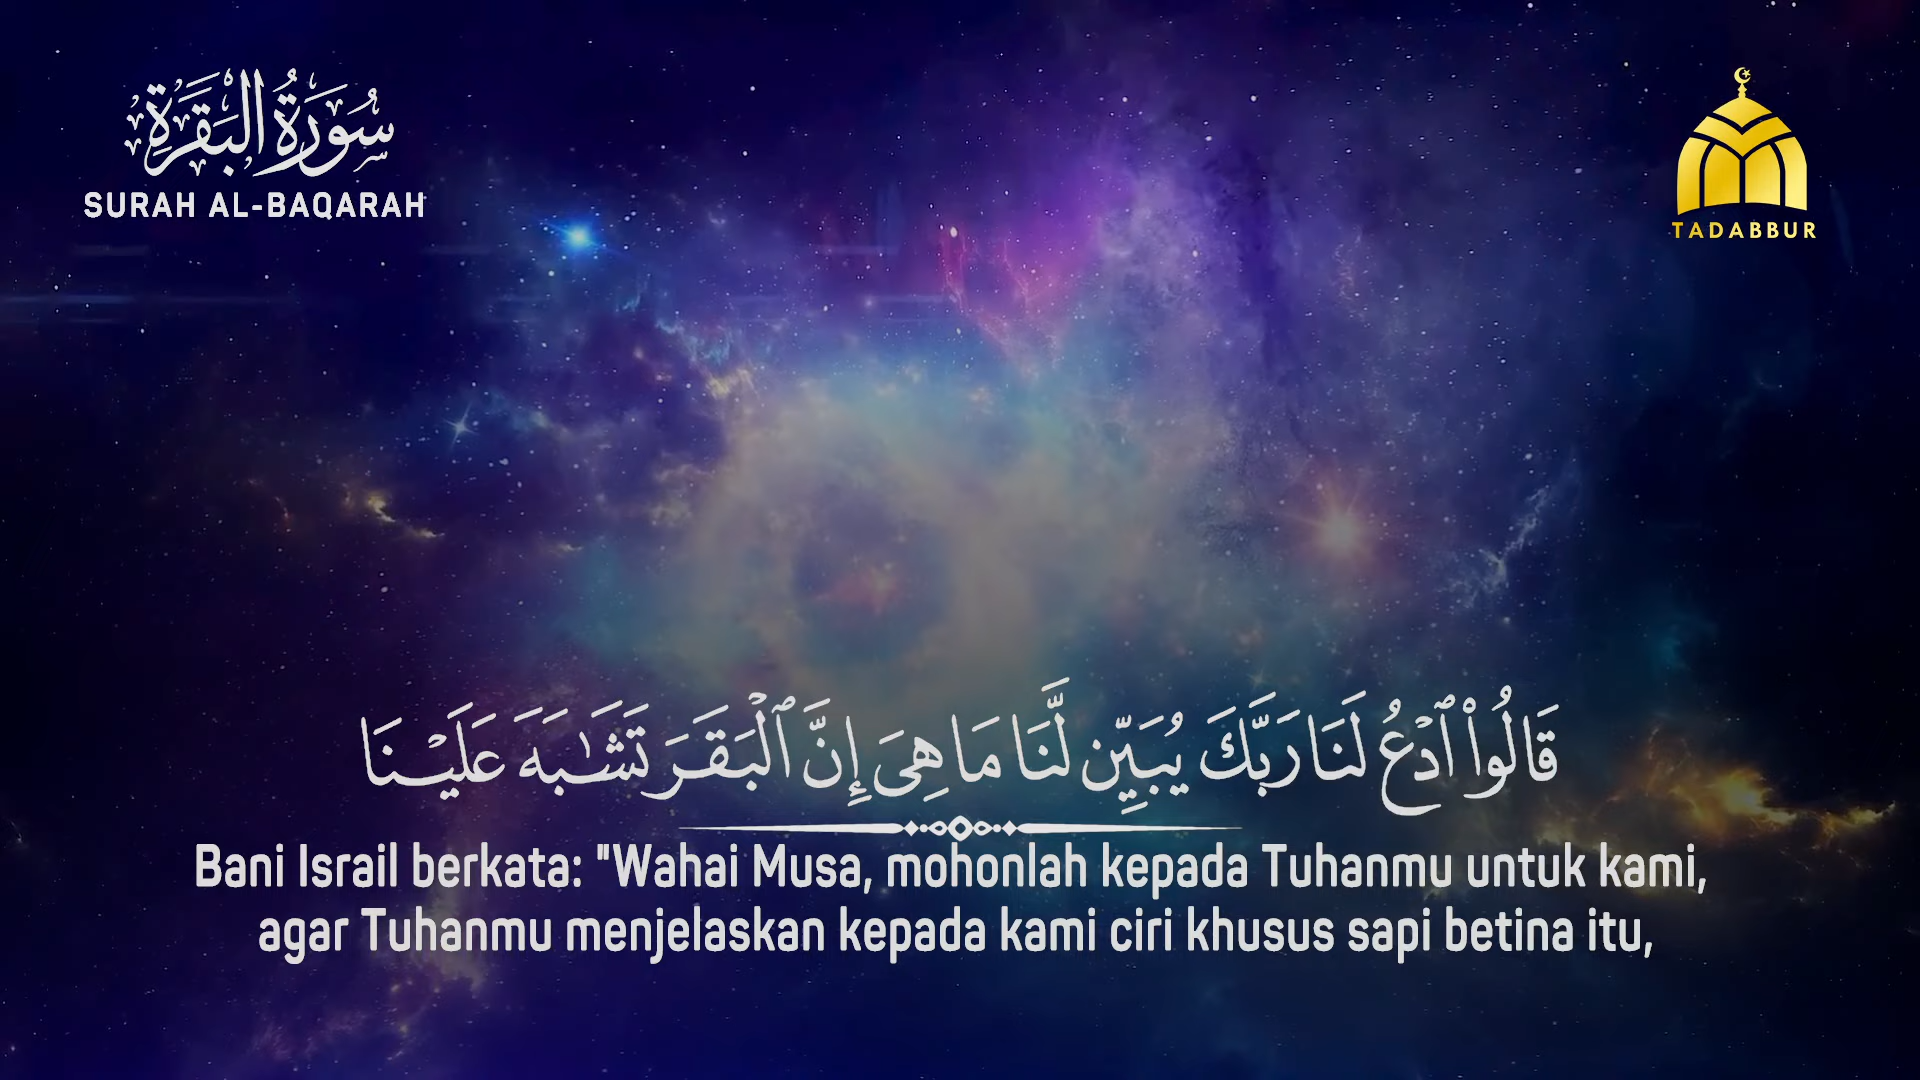 سُورَةُ الْبَقَرَةِ
SURAH AL-BAQARAH
TADABBUR
قَالُوا۟ ٱدْعُ لَنَا رَبَّكَ يُبَيِّن لَّنَا مَا هِىَ إِنَّ ٱلْبَقَرَ تَشَـٰبَهَ عَلَيْنَا
Bani Israil berkata: "Wahai Musa, mohonlah kepada Tuhanmu untuk kami,
agar Tuhanmu menjelaskan kepada kami ciri khusus sapi betina itu,